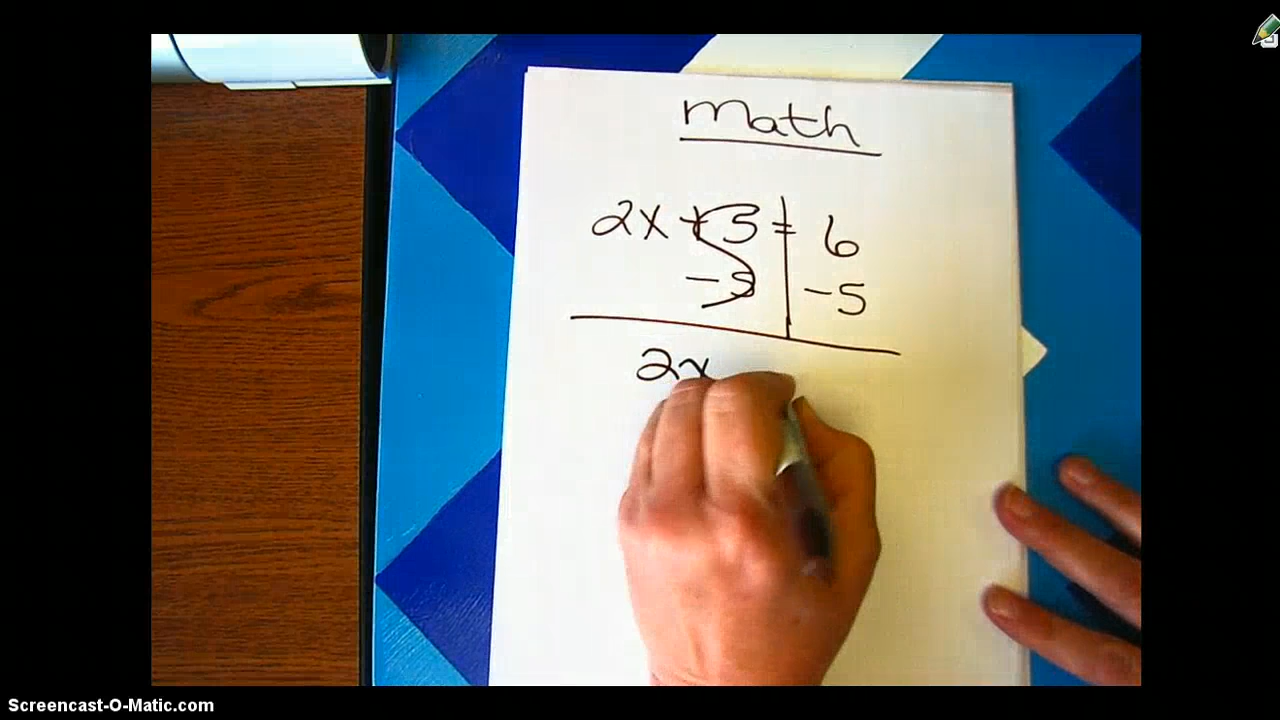 Math
2x + 5 = 6
- 5 - 5
2x
SCREENCAST-O-MATIC.com